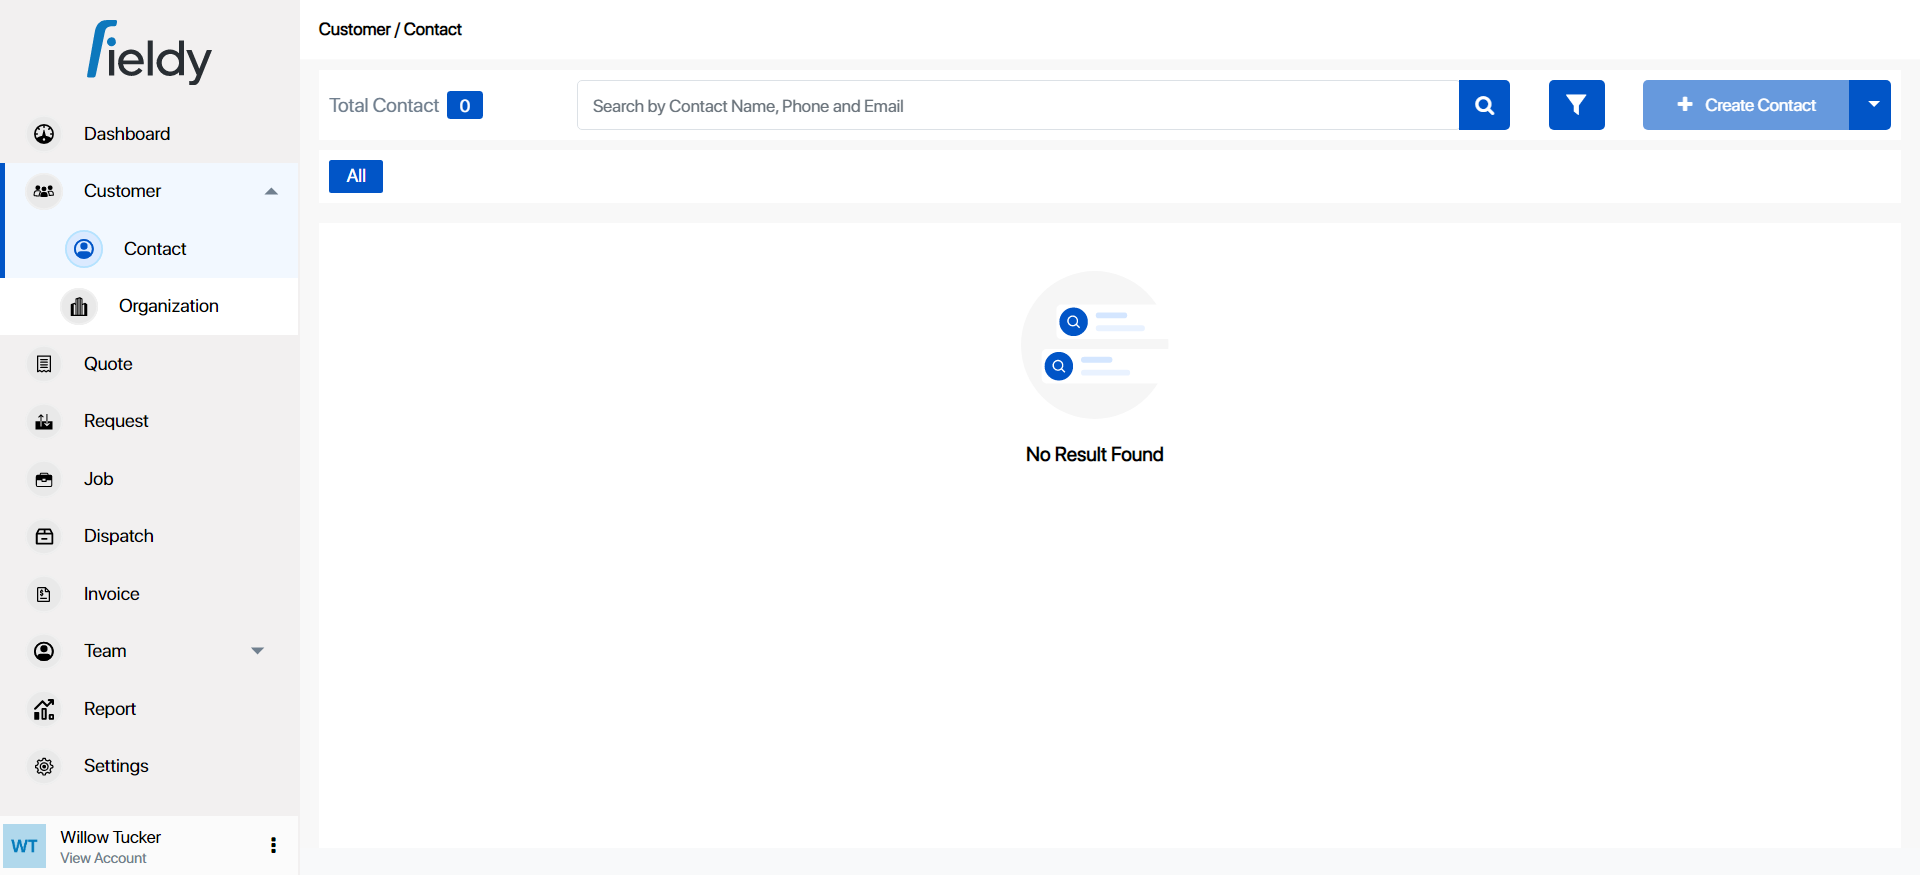 fieldy
Dashboard
Customer
Contact
Organization
Quote
Request
Job
Dispatch
Invoice
Team
Report
Settings
WT
Willow Tucker
View Account
Customer / Contact
Total Contact 0
Search by Contact Name, Phone and Email
Create Contact
All
No Result Found